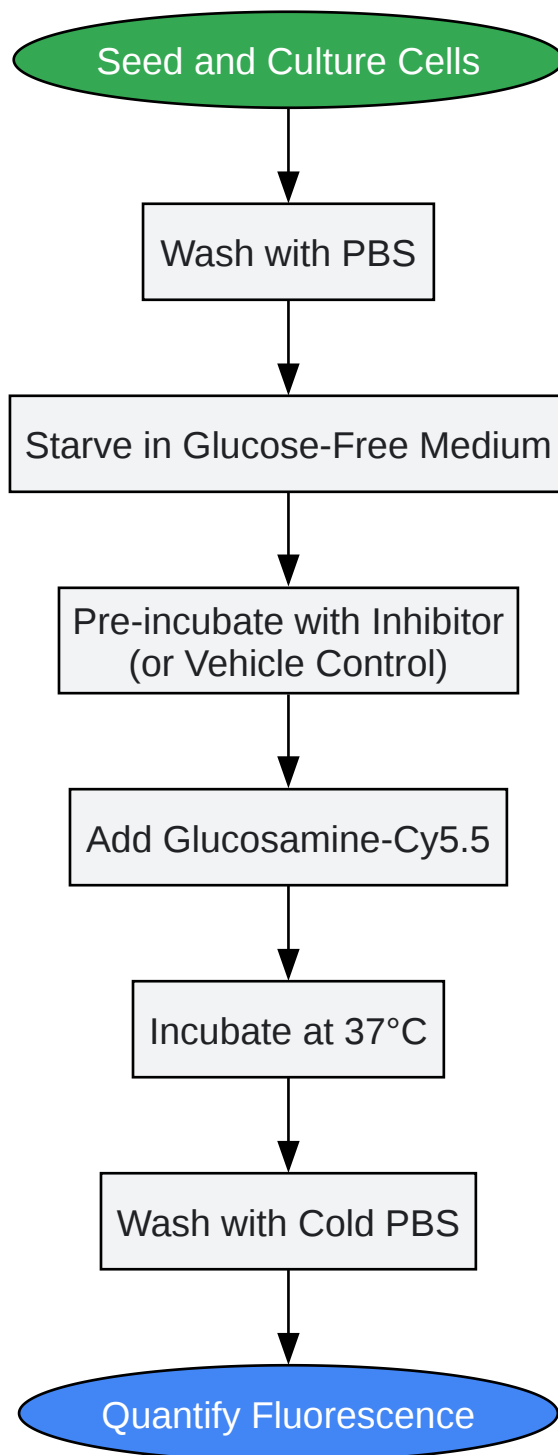 Seed and Culture Cells
Wash with PBS
Starve in Glucose-Free Medium
Pre-incubate with Inhibitor
(or Vehicle Control)
Add Glucosamine-Cy5.5
Incubate at 37°C
Wash with Cold PBS
Quantify Fluorescence